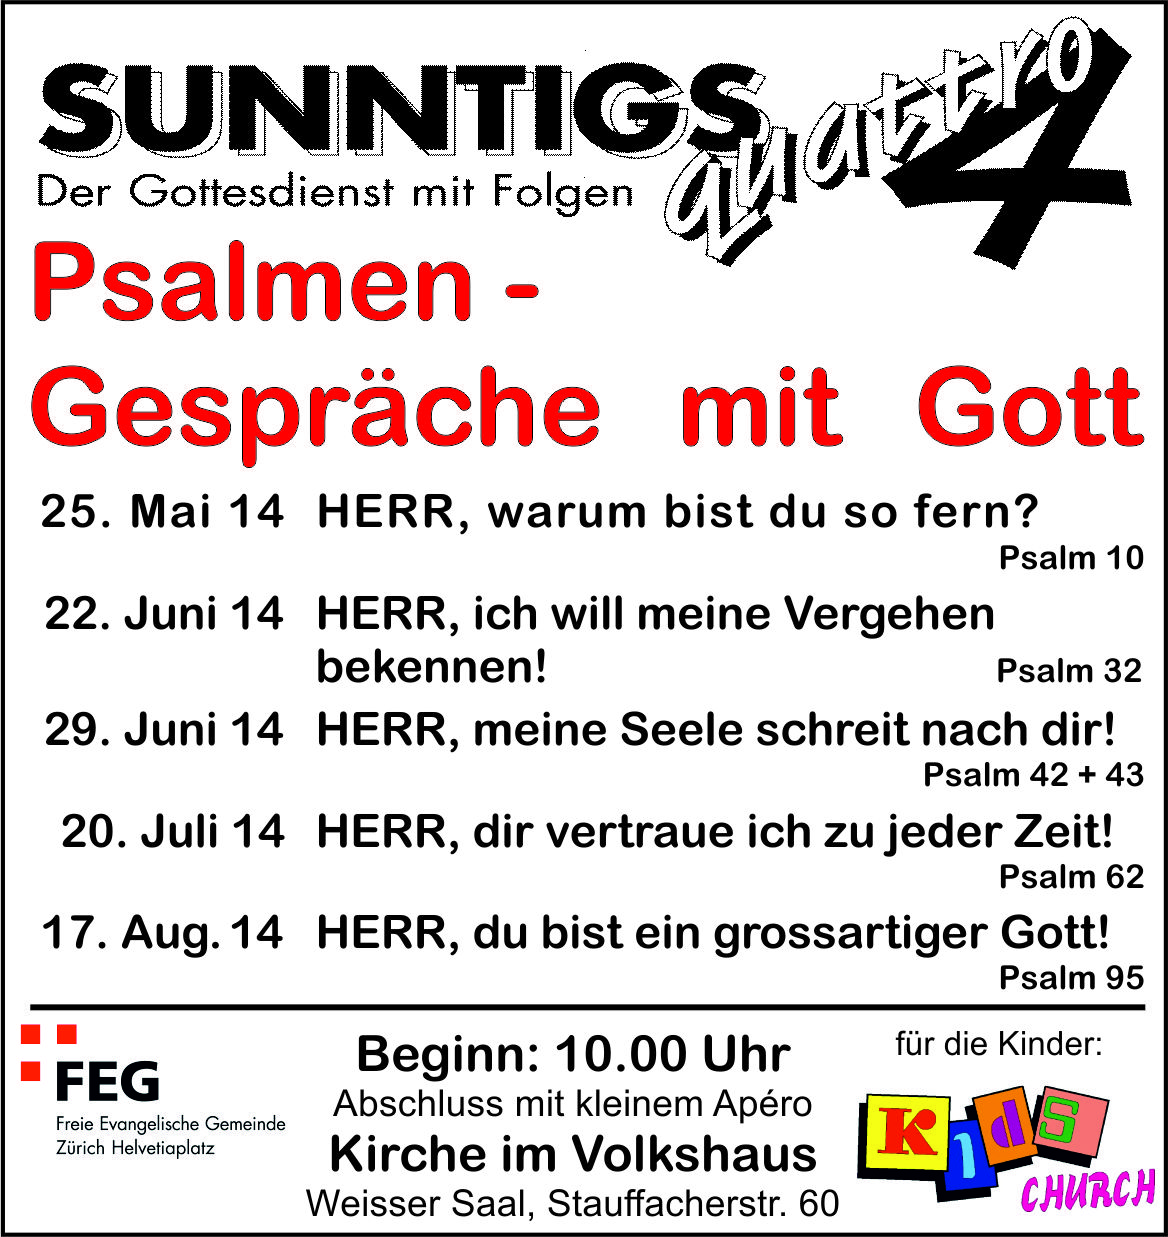 SUNNTIGS quattro 4
Der Gottesdienst mit Folgen
Psalmen -
Gespräche mit Gott
25. Mai 14 HERR, warum bist du so fern?
Psalm 10
22. Juni 14 HERR, ich will meine Vergehen
bekennen! Psalm 32
29. Juni 14 HERR, meine Seele schreit nach dir!
Psalm 42 + 43
20. Juli 14 HERR, dir vertraue ich zu jeder Zeit!
Psalm 62
17. Aug. 14 HERR, du bist ein grossartiger Gott!
Psalm 95
FEG
Freie Evangelische Gemeinde
Zürich Helvetiaplatz
Beginn: 10.00 Uhr
Abschluss mit kleinem Apéro
Kirche im Volkshaus
Weisser Saal, Stauffacherstr. 60
für die Kinder:
KidS
CHURCH